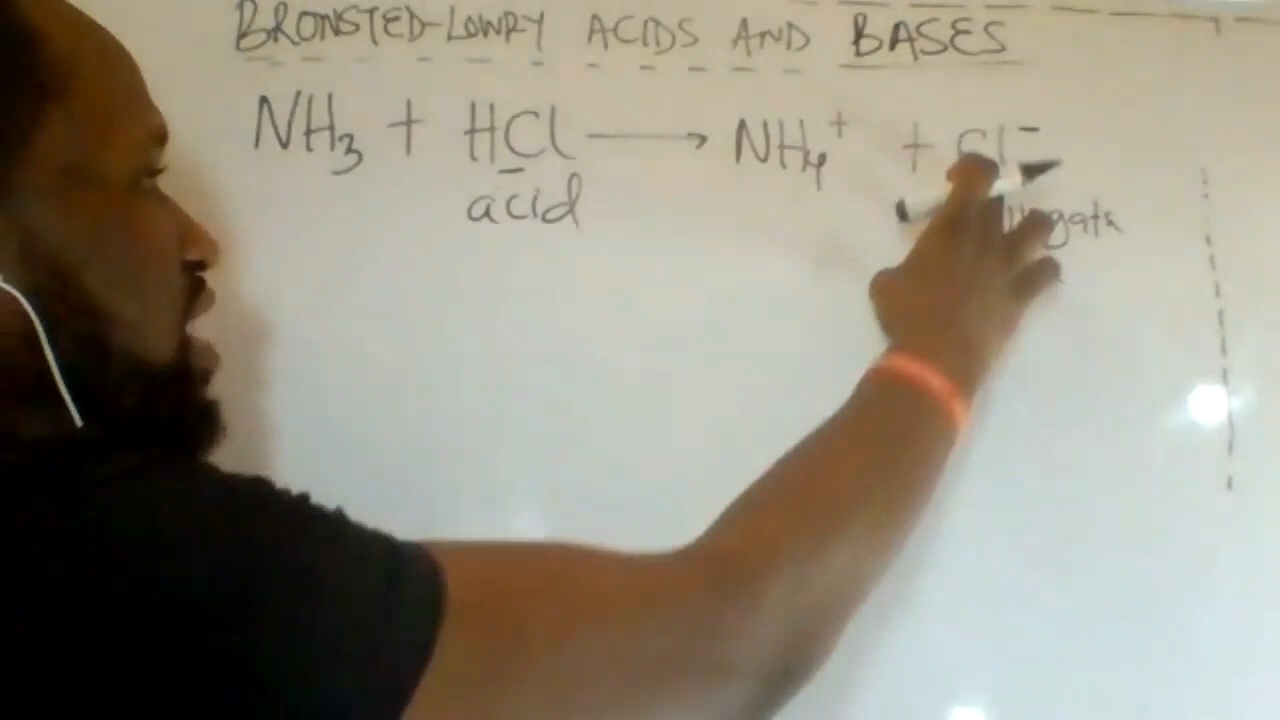 BRONSTED-LOWRY ACIDS AND BASES
NH₃ + HCl → NH₄⁺ + Cl⁻
acid